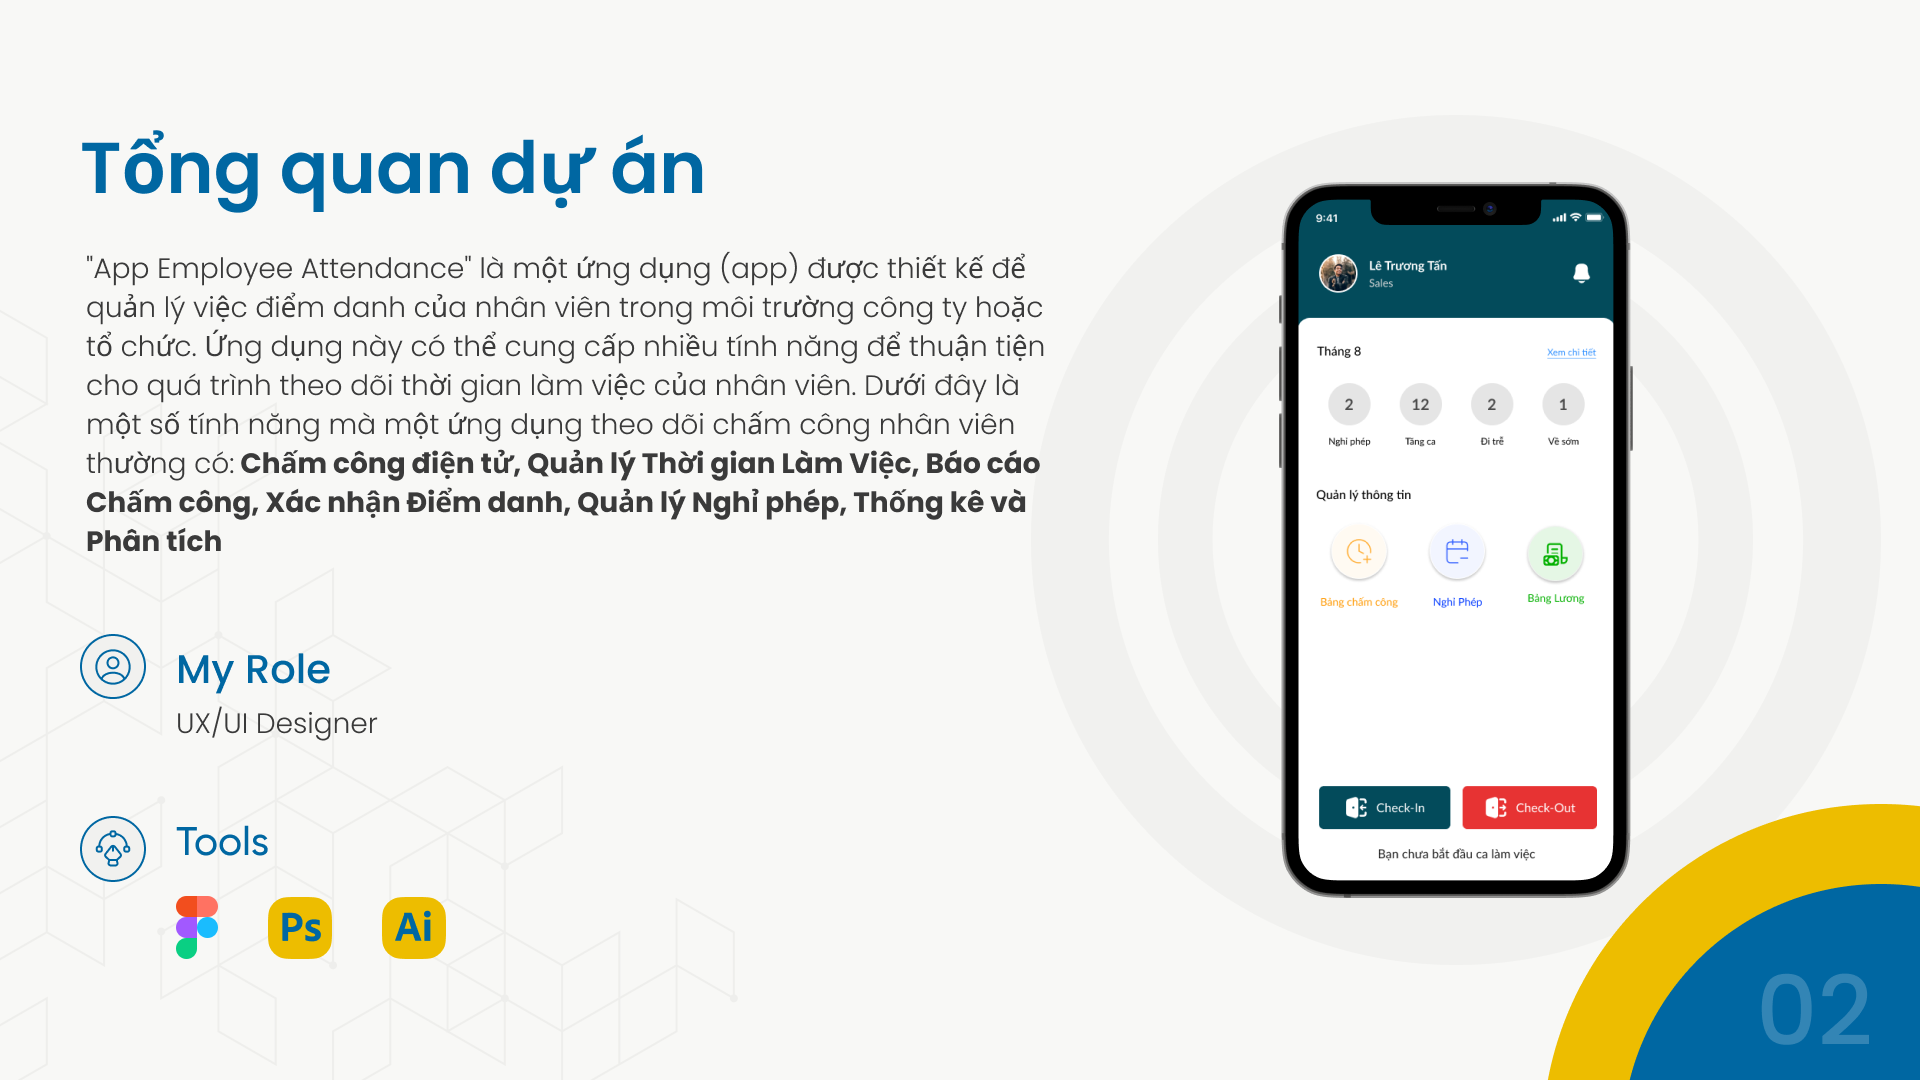 Tổng quan dự án
"App Employee Attendance" là một ứng dụng (app) được thiết kế để
quản lý việc điểm danh của nhân viên trong môi trường công ty hoặc
tổ chức. Ứng dụng này có thể cung cấp nhiều tính năng để thuận tiện
cho quá trình theo dõi thời gian làm việc của nhân viên. Dưới đây là
một số tính năng mà một ứng dụng theo dõi chấm công nhân viên
thường có: Chấm công điện tử, Quản lý Thời gian Làm Việc, Báo cáo
Chấm công, Xác nhận Điểm danh, Quản lý Nghỉ phép, Thống kê và
Phân tích
My Role
UX/UI Designer
Tools
Ps Ai
9:41
Lê Trương Tấn
Sales
Tháng 8 Xem chi tiết
2 12 2 1
Nghỉ phép Tăng ca Đi trễ Về sớm
Quản lý thông tin
Bảng chấm công Nghỉ Phép Bảng Lương
Check-In Check-Out
Bạn chưa bắt đầu ca làm việc
02